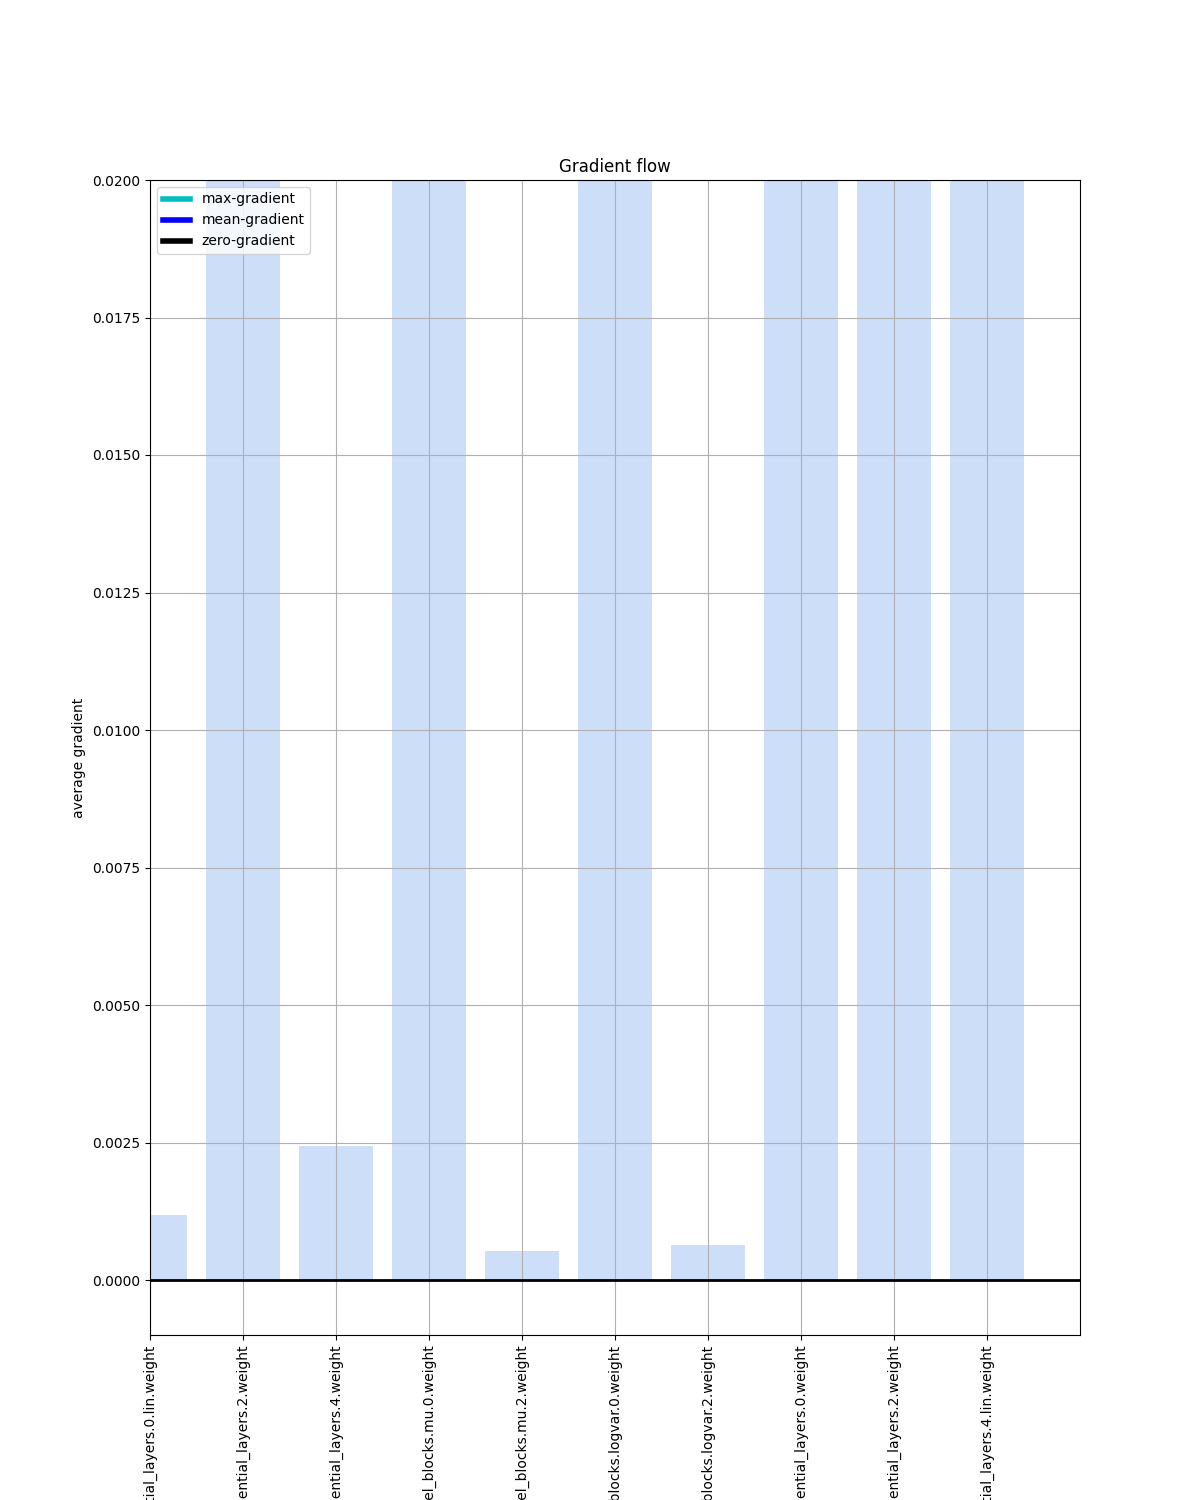 Gradient flow
max-gradient
mean-gradient
zero-gradient
0.0200
0.0175
0.0150
0.0125
0.0100
0.0075
0.0050
0.0025
0.0000
average gradient
tial_layers.0.lin.weight
ential_layers.2.weight
ential_layers.4.weight
el_blocks.mu.0.weight
el_blocks.mu.2.weight
blocks.logvar.0.weight
blocks.logvar.2.weight
ential_layers.0.weight
ential_layers.2.weight
tial_layers.4.lin.weight